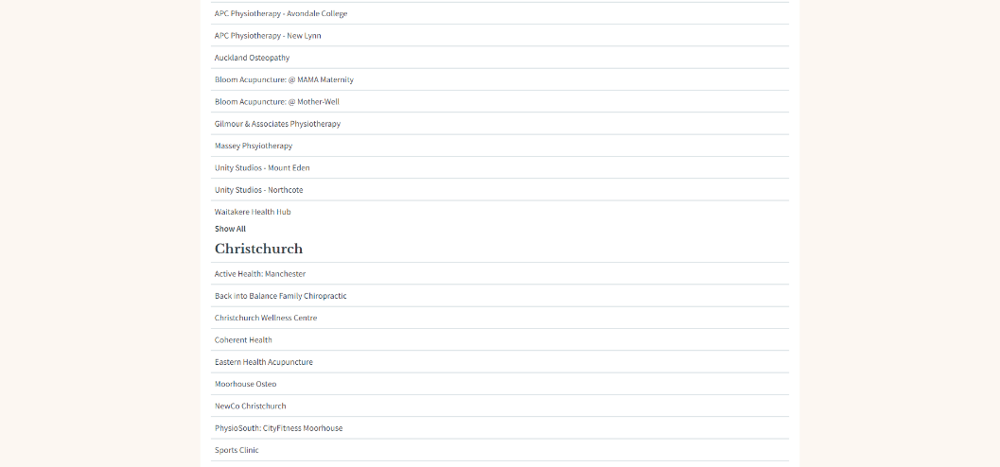 APC Physiotherapy - Avondale College
APC Physiotherapy - New Lynn
Auckland Osteopathy
Bloom Acupuncture: @ MAMA Maternity
Bloom Acupuncture: @ Mother-Well
Gilmour & Associates Physiotherapy
Massey Phsyiotherapy
Unity Studios - Mount Eden
Unity Studios - Northcote
Waitakere Health Hub
Show All
Christchurch
Active Health: Manchester
Back into Balance Family Chiropractic
Christchurch Wellness Centre
Coherent Health
Eastern Health Acupuncture
Moorhouse Osteo
NewCo Christchurch
PhysioSouth: CityFitness Moorhouse
Sports Clinic